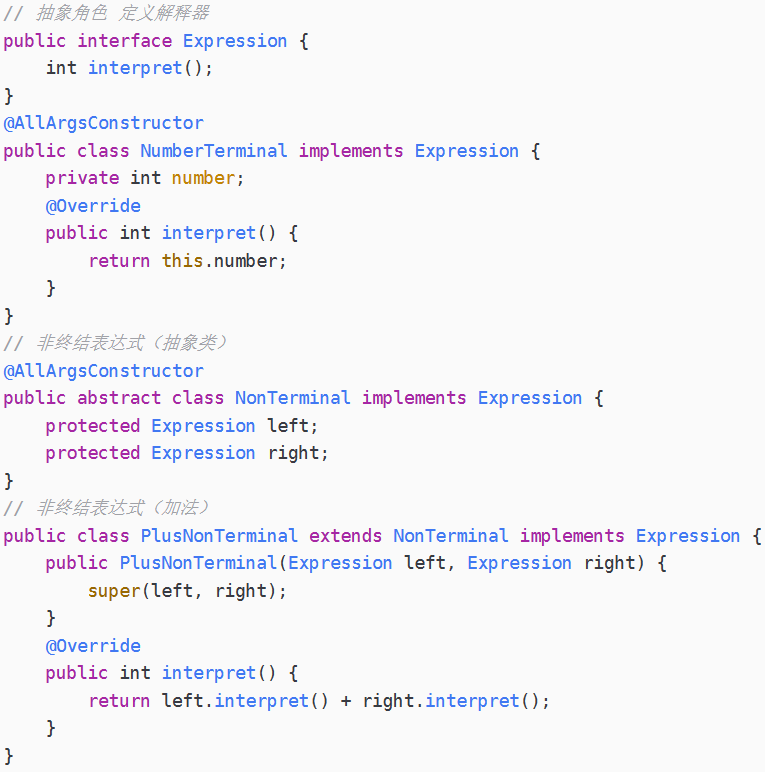 // 抽象角色 定义解释器
public interface Expression {
    int interpret();
}
@AllArgsConstructor
public class NumberTerminal implements Expression {
    private int number;
    @Override
    public int interpret() {
        return this.number;
    }
}
// 非终结表达式（抽象类）
@AllArgsConstructor
public abstract class NonTerminal implements Expression {
    protected Expression left;
    protected Expression right;
}
// 非终结表达式（加法）
public class PlusNonTerminal extends NonTerminal implements Expression {
    public PlusNonTerminal(Expression left, Expression right) {
        super(left, right);
    }
    @Override
    public int interpret() {
        return left.interpret() + right.interpret();
    }
}